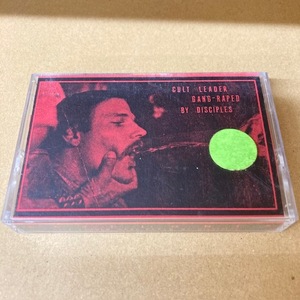 CULT LEADER
GANG-RAPED
BY DISCIPLES